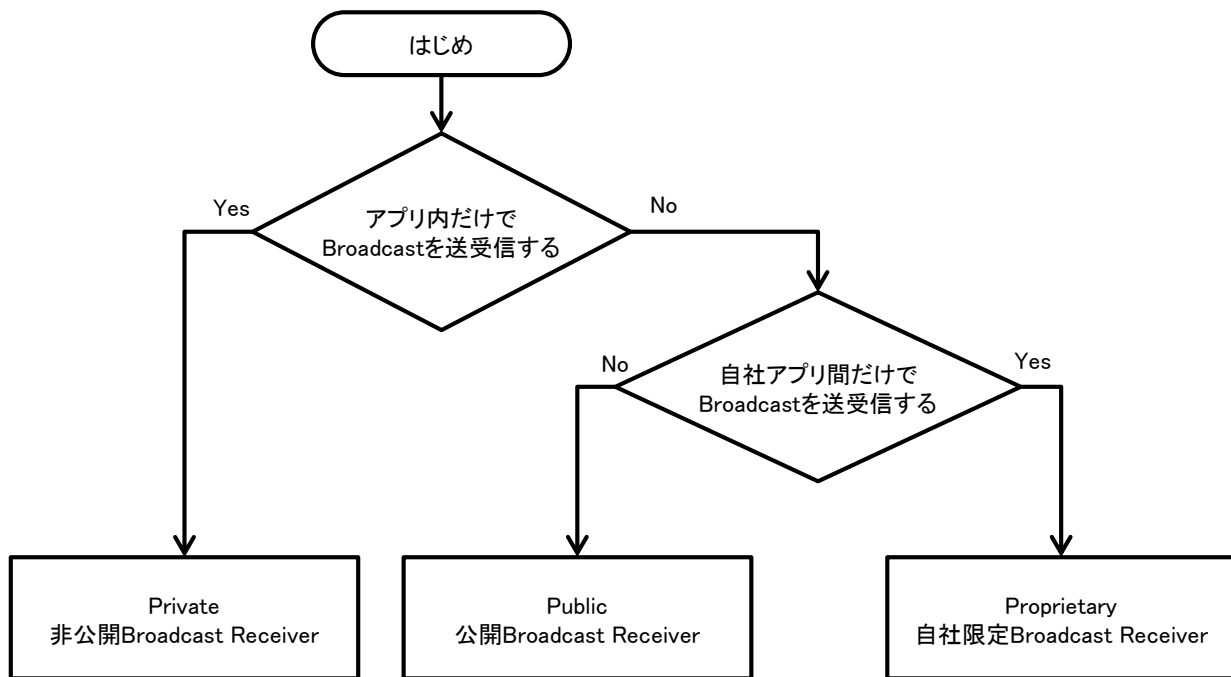 はじめ
Yes
アプリ内だけで
Broadcastを送受信する
No
No
自社アプリ間だけで
Broadcastを送受信する
Yes
Private
非公開Broadcast Receiver
Public
公開Broadcast Receiver
Proprietary
自社限定Broadcast Receiver